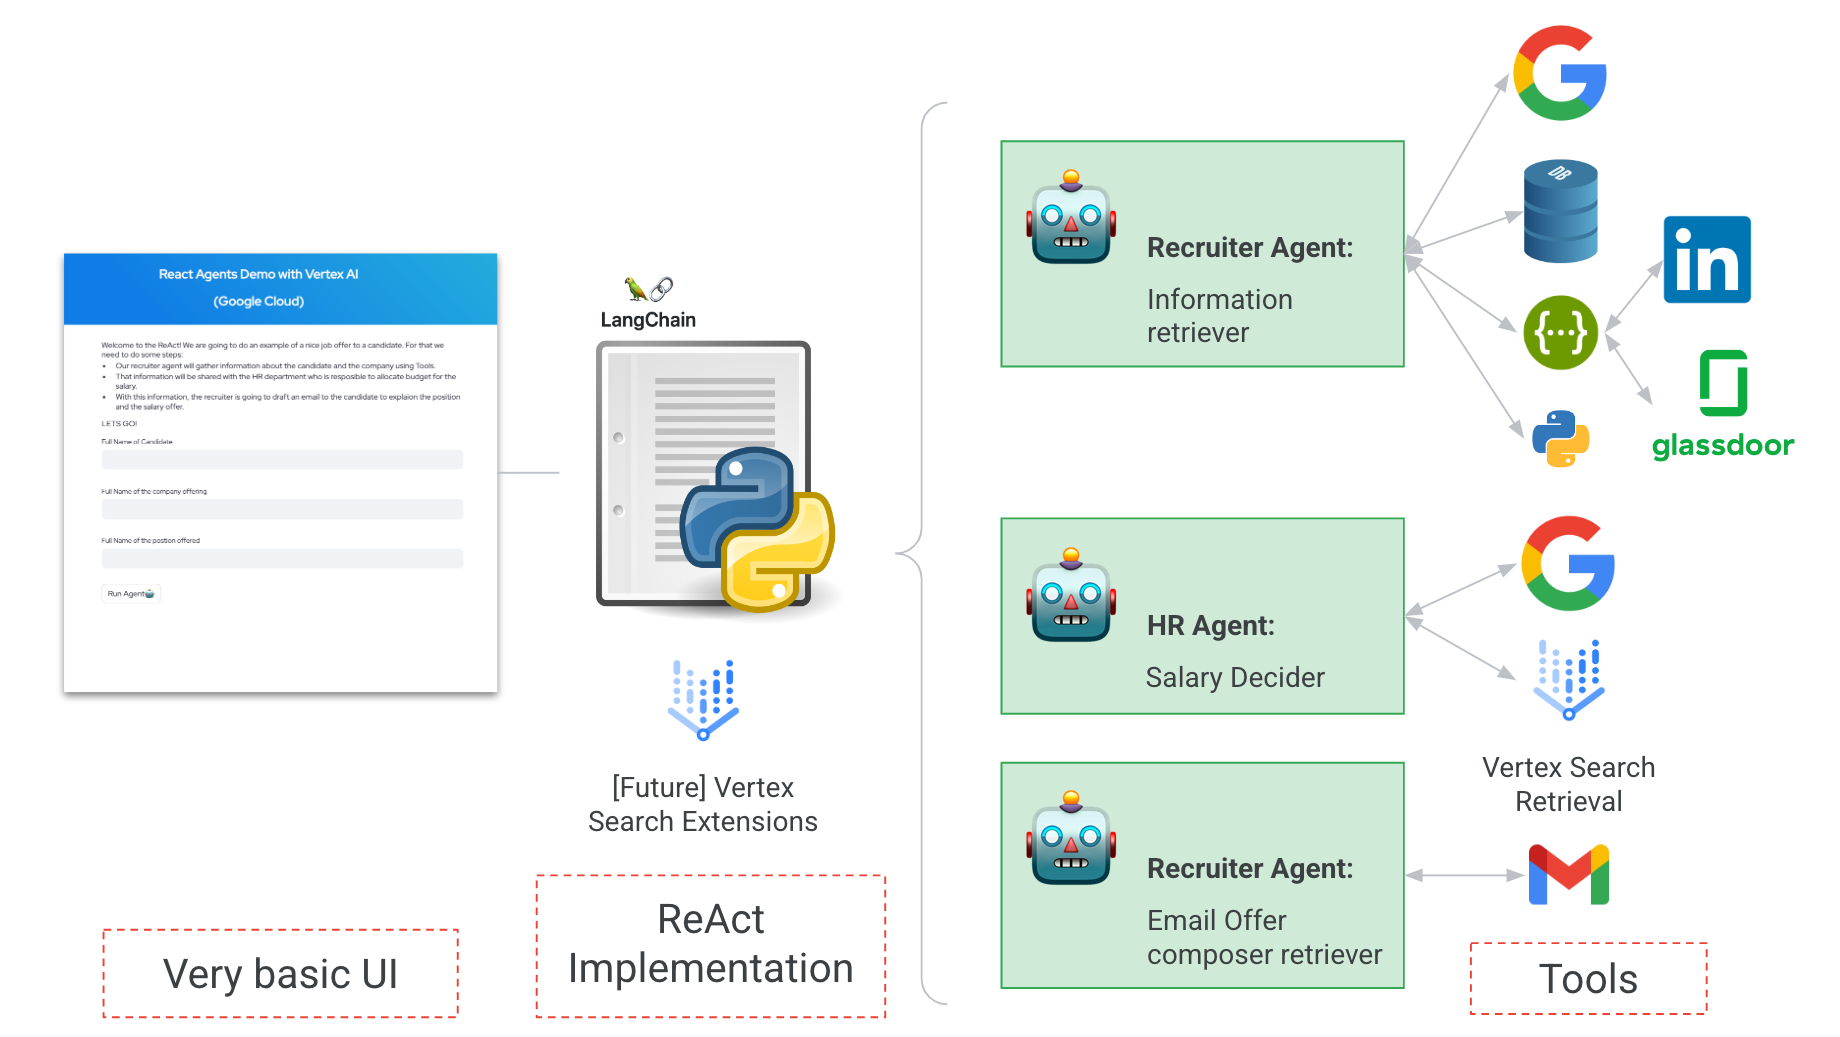 React Agents Demo with Vertex AI
(Google Cloud)
Welcome to the ReAct! We are going to do an example of a nice job offer to a candidate. For that we
need to do some steps:
• Our recruiter agent will gather information about the candidate and the company using Tools.
• That information will be shared with the HR department who is resposible to allocate budget for the
salary.
• With this information, the recruiter is going to draft an email to the candidate to explaion the position
and the salary offer.
LETS GO!
Full Name of Candidate
Full Name of the company offering
Full Name of the postion offered
Run Agent
Very basic UI
LangChain
[Future] Vertex
Search Extensions
ReAct
Implementation
Recruiter Agent:
Information
retriever
HR Agent:
Salary Decider
Recruiter Agent:
Email Offer
composer retriever
DB
{···}
in
glassdoor
Vertex Search
Retrieval
Tools